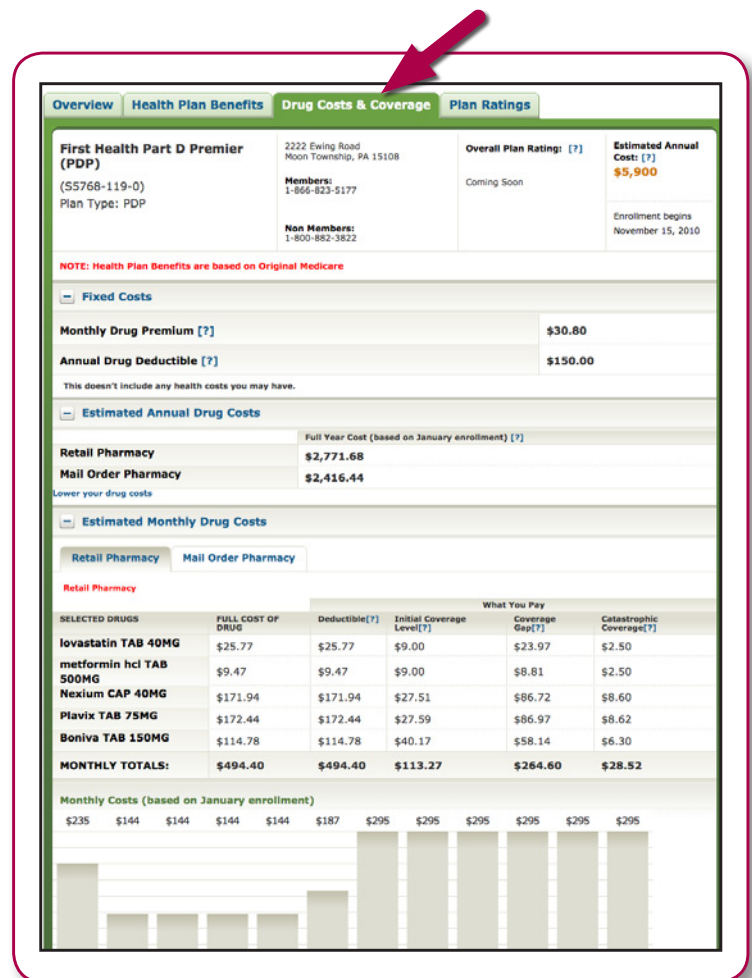 Overview Health Plan Benefits Drug Costs & Coverage Plan Ratings
First Health Part D Premier
(PDP)
(S5768-119-0)
Plan Type: PDP
2222 Ewing Road
Moon Township, PA 15108
Members:
1-866-823-5177
Non Members:
1-800-882-3822
Overall Plan Rating: [?]
Coming Soon
Estimated Annual
Cost: [?]
$5,900
Enrollment begins
November 15, 2010
NOTE: Health Plan Benefits are based on Original Medicare
Fixed Costs
Monthly Drug Premium [?] $30.80
Annual Drug Deductible [?] $150.00
This doesn't include any health costs you may have.
Estimated Annual Drug Costs
Full Year Cost (based on January enrollment) [?]
Retail Pharmacy $2,771.68
Mail Order Pharmacy $2,416.44
Lower your drug costs
Estimated Monthly Drug Costs
Retail Pharmacy Mail Order Pharmacy
Retail Pharmacy
What You Pay
SELECTED DRUGS FULL COST OF DRUG Deductible[?] Initial Coverage Level[?] Coverage Gap[?] Catastrophic Coverage[?]
lovastatin TAB 40MG $25.77 $25.77 $9.00 $23.97 $2.50
metformin hcl TAB 500MG $9.47 $9.47 $9.00 $8.81 $2.50
Nexium CAP 40MG $171.94 $171.94 $27.51 $86.72 $8.60
Plavix TAB 75MG $172.44 $172.44 $27.59 $86.97 $8.62
Boniva TAB 150MG $114.78 $114.78 $40.17 $58.14 $6.30
MONTHLY TOTALS: $494.40 $494.40 $113.27 $264.60 $28.52
Monthly Costs (based on January enrollment)
$235 $144 $144 $144 $144 $187 $295 $295 $295 $295 $295 $295